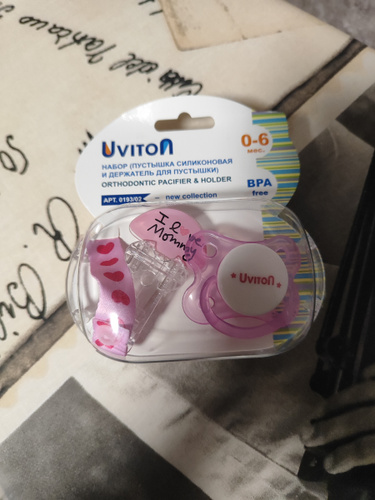 Uviton
0-6
мес.
НАБОР (ПУСТЫШКА СИЛИКОНОВАЯ
И ДЕРЖАТЕЛЬ ДЛЯ ПУСТЫШКИ)
ORTHODONTIC PACIFIER & HOLDER
BPA
free
АРТ. 0193/02
new collection
I love
Mommy
Uviton